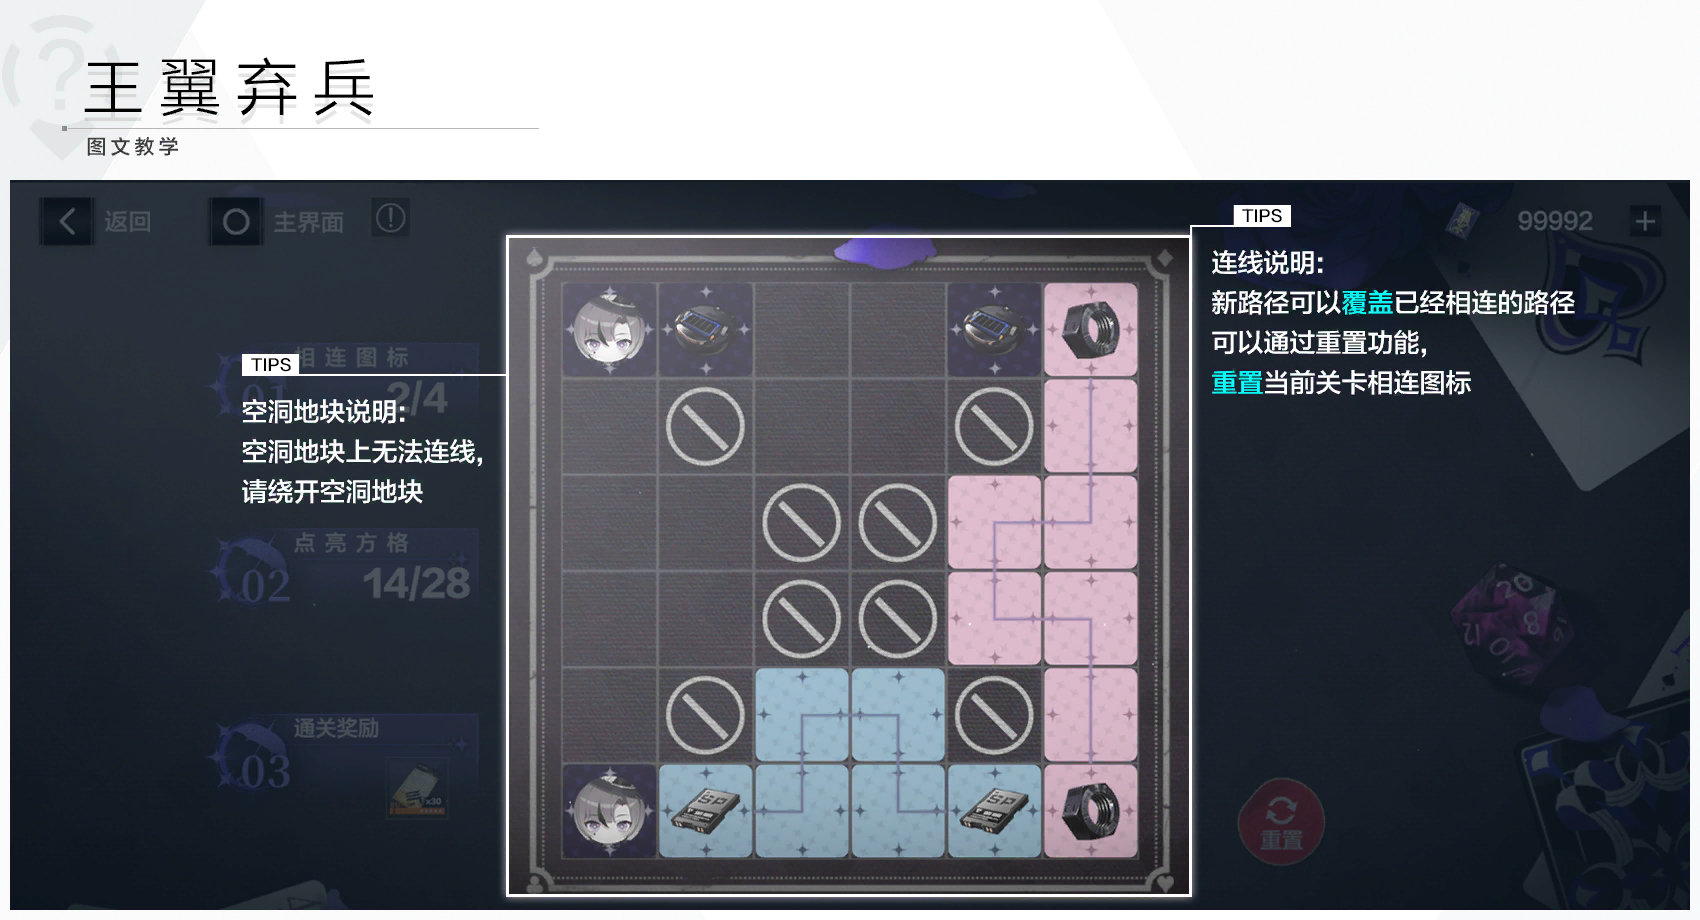 王翼弃兵
图文教学
返回
主界面
99992
TIPS
连线说明:
新路径可以覆盖已经相连的路径
可以通过重置功能,
重置当前关卡相连图标
TIPS
相连图标
01
2/4
空洞地块说明:
空洞地块上无法连线,
请绕开空洞地块
点亮方格
02
14/28
通关奖励
03
x30
重置
SP
SP